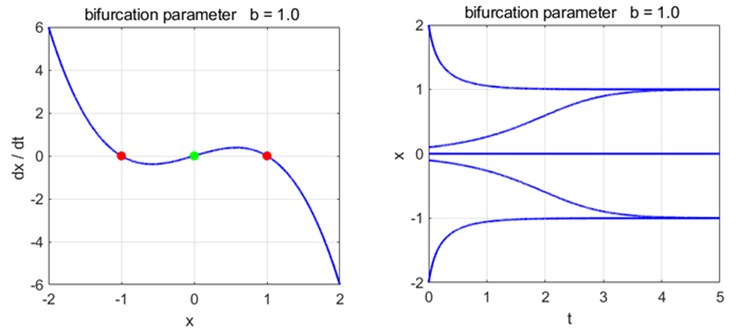 bifurcation parameter b = 1.0
6
4
2
0
-2
-4
-6
-2 -1 0 1 2
dx / dt
x
bifurcation parameter b = 1.0
2
1
0
-1
-2
0 1 2 3 4 5
x
t